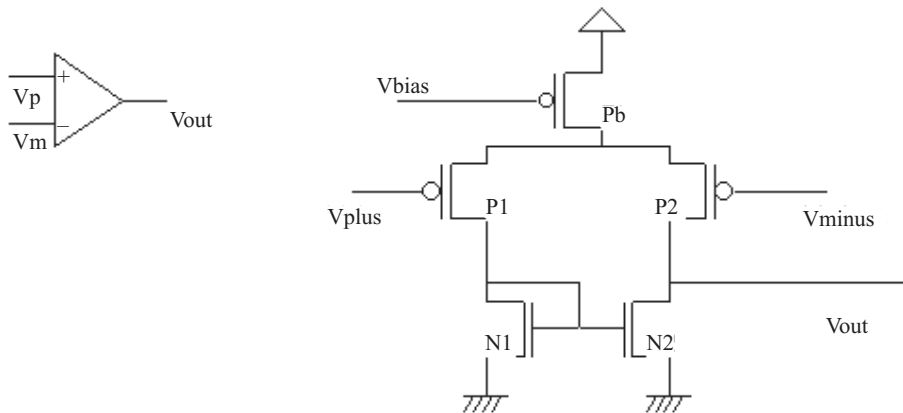 +
Vp
Vout
−
Vm
Vbias
Pb
Vplus
P1
P2
Vminus
N1
N2
Vout